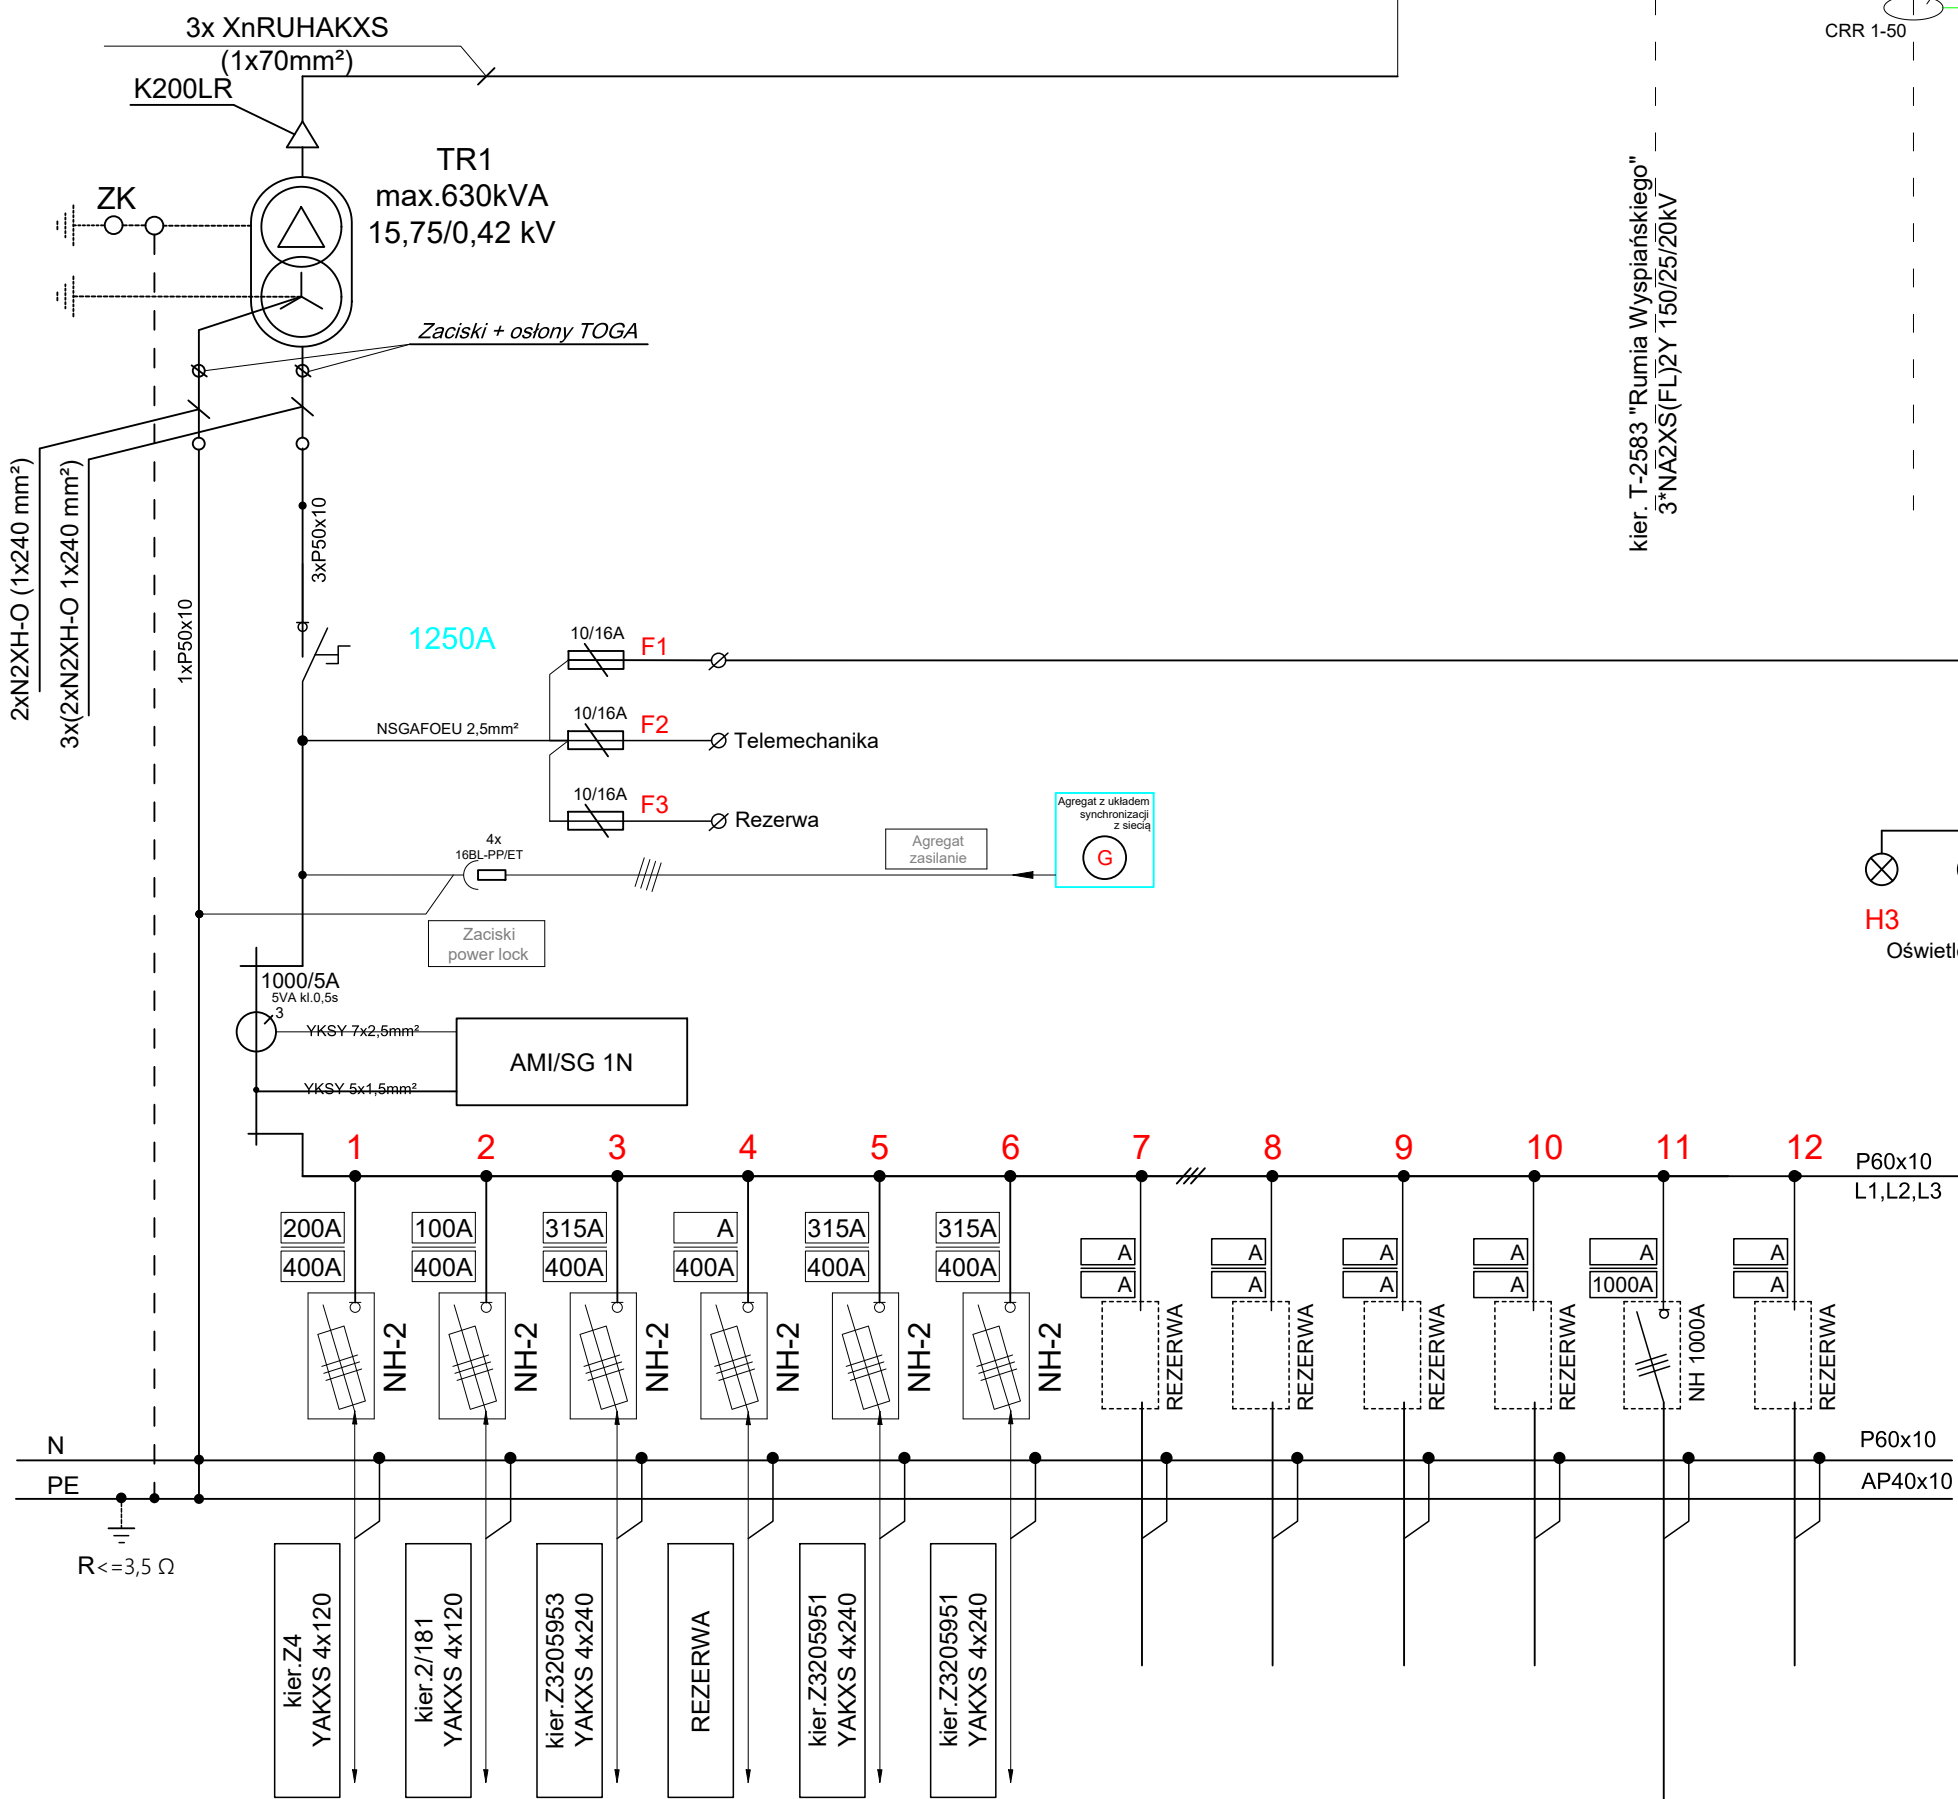 3x XnRUHAKXS
(1x70mm²)
K200LR
CRR 1-50
ZK
TR1
max.630kVA
15,75/0,42 kV
Zaciski + osłony TOGA
kier. T-2583 "Rumia Wyspiańskiego"
3*NA2XS(FL)2Y 150/25/20kV
2xN2XH-O (1x240 mm²)
3x(2xN2XH-O 1x240 mm²)
1xP50x10
3xP50x10
1250A
10/16A
F1
NSGAFOEU 2,5mm²
10/16A
F2
Telemechanika
10/16A
F3
Rezerwa
Agregat z układem
synchronizacji
z siecią
G
Agregat
zasilanie
4x
16BL-PP/ET
Zaciski
power lock
H3
1000/5A
5VA kl.0,5s
3
YKSY 7x2,5mm²
AMI/SG 1N
YKSY 5x1,5mm²
1 2 3 4 5 6 7 8 9 10 11 12
P60x10
L1,L2,L3
200A 100A 315A A 315A 315A
400A 400A 400A 400A 400A 400A
A A A A A A
A A A A 1000A A
NH-2
NH-2
NH-2
NH-2
NH-2
NH-2
REZERWA
REZERWA
REZERWA
REZERWA
NH 1000A
REZERWA
N
P60x10
PE
AP40x10
R<=3,5 Ω
kier.Z4
YAKXS 4x120
kier.2/181
YAKXS 4x120
kier.Z3205953
YAKXS 4x240
REZERWA
kier.Z3205951
YAKXS 4x240
kier.Z3205951
YAKXS 4x240